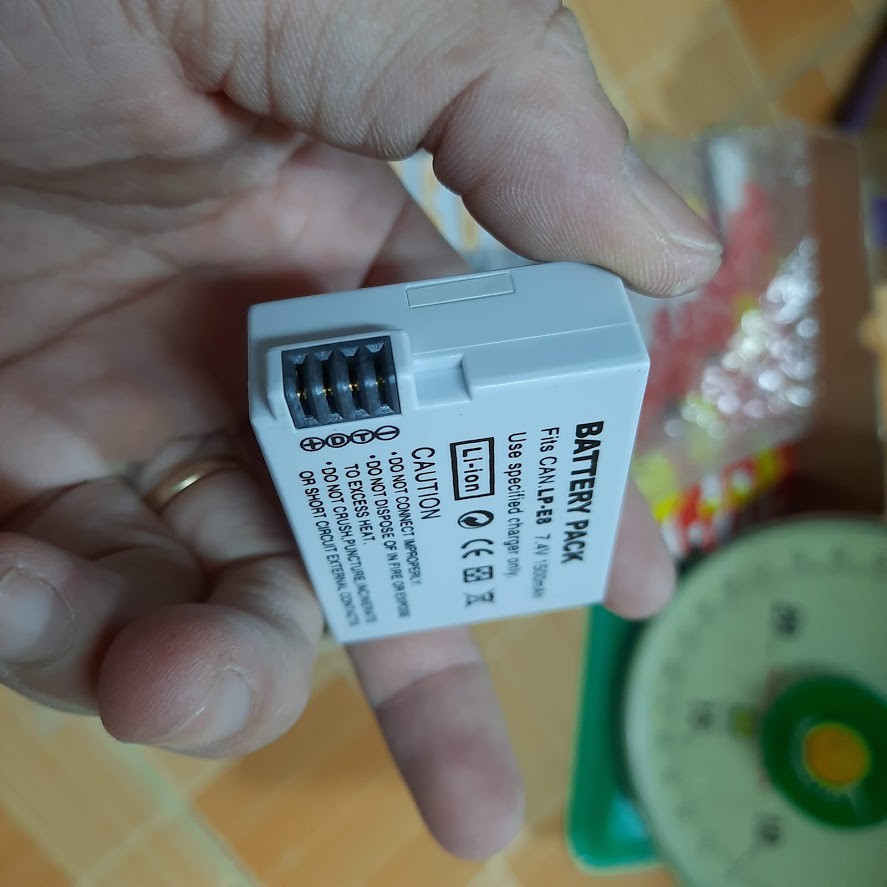 BATTERY PACK
Fits CAN LP-E8 7.4V 1500mAh
Use specified charger only.
Li-ion
CE
CAUTION
•DO NOT CONNECT IMPROPERLY.
•DO NOT DISPOSE OF IN FIRE OR EXPOSE
TO EXCESS HEAT.
•DO NOT CRUSH,PUNCTURE,INCINERATE
OR SHORT CIRCUIT EXTERNAL CONTACTS
+ D T −
20